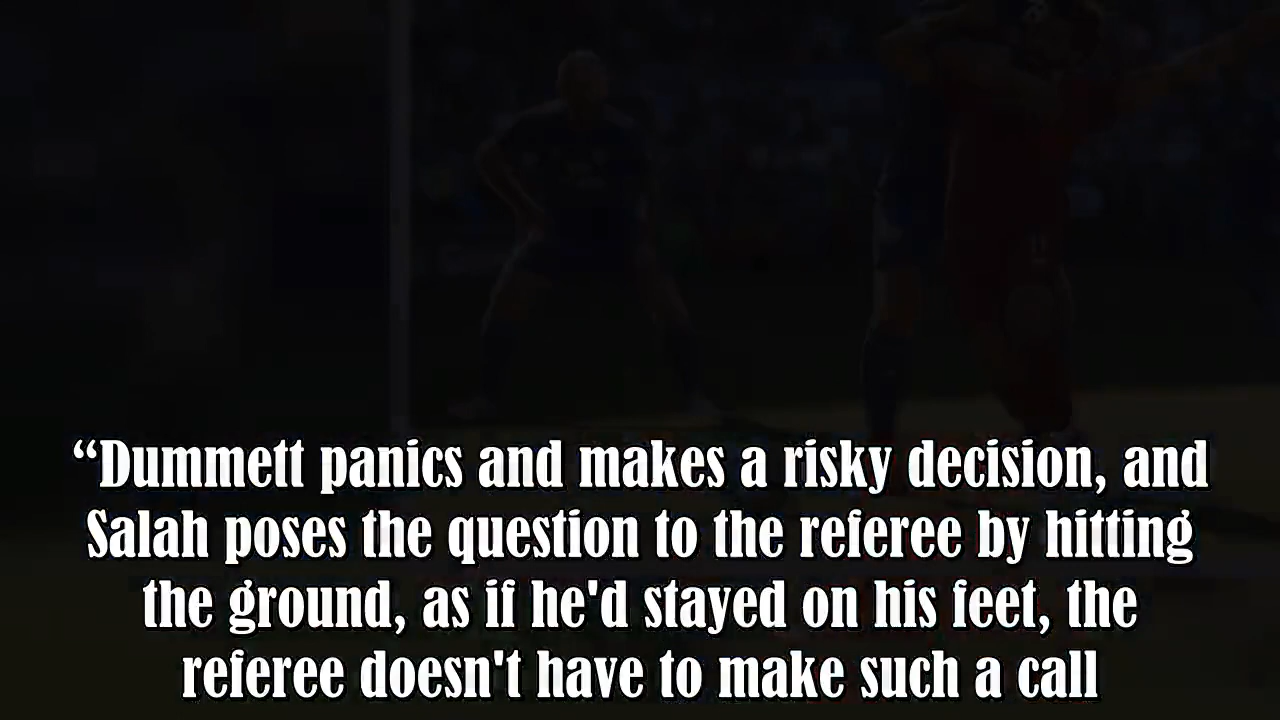 “Dummett panics and makes a risky decision, and
Salah poses the question to the referee by hitting
the ground, as if he'd stayed on his feet, the
referee doesn't have to make such a call